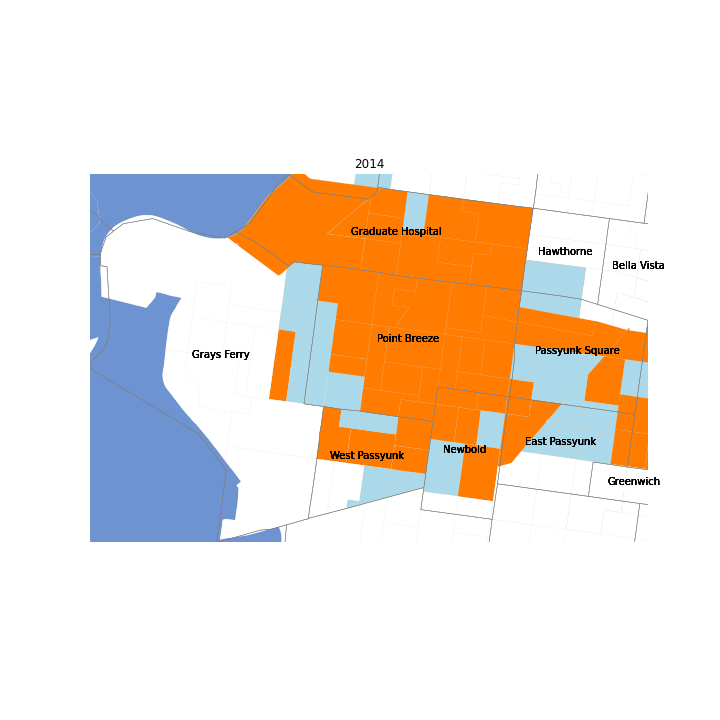 2014
Graduate Hospital
Hawthorne
Bella Vista
Point Breeze
Passyunk Square
Grays Ferry
East Passyunk
Newbold
West Passyunk
Greenwich